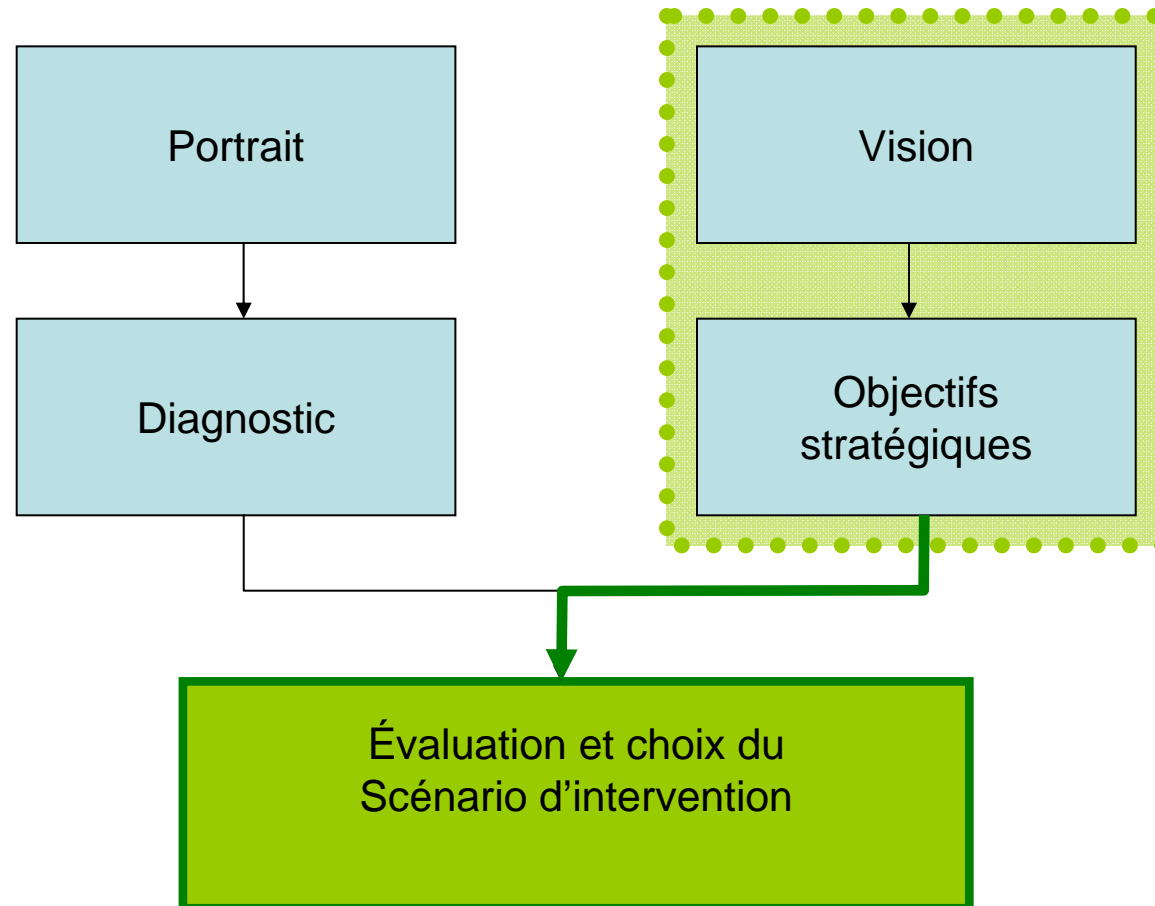 Portrait
Vision
Diagnostic
Objectifs
stratégiques
Évaluation et choix du
Scénario d'intervention